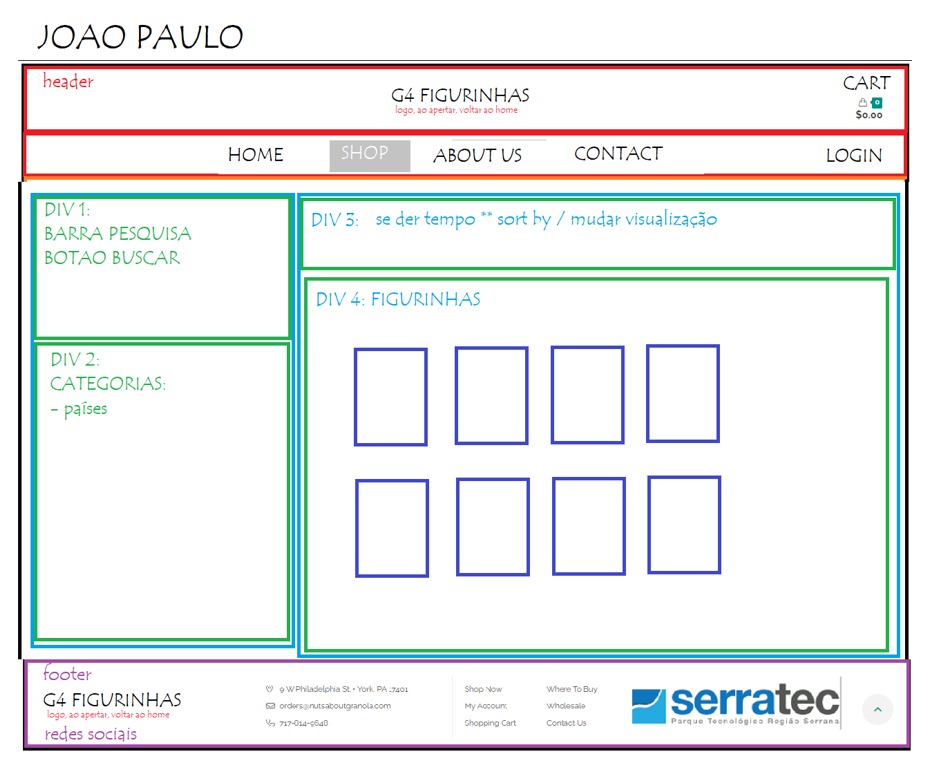 JOAO PAULO
header
G4 FIGURINHAS
logo, ao apertar, voltar ao home
CART
0
$0.00
HOME SHOP ABOUT US CONTACT LOGIN
DIV 1:
BARRA PESQUISA
BOTAO BUSCAR
DIV 2:
CATEGORIAS:
- países
DIV 3: se der tempo ** sort by / mudar visualização
DIV 4: FIGURINHAS
footer
G4 FIGURINHAS
logo, ao apertar, voltar ao home
redes sociais
9 W Philadelphia St. • York, PA 17401
orders@nutsaboutgranola.com
717-814-9648
Shop Now
My Account
Shopping Cart
Where To Buy
Wholesale
Contact Us
serratec
Parque Tecnológico Região Serrana